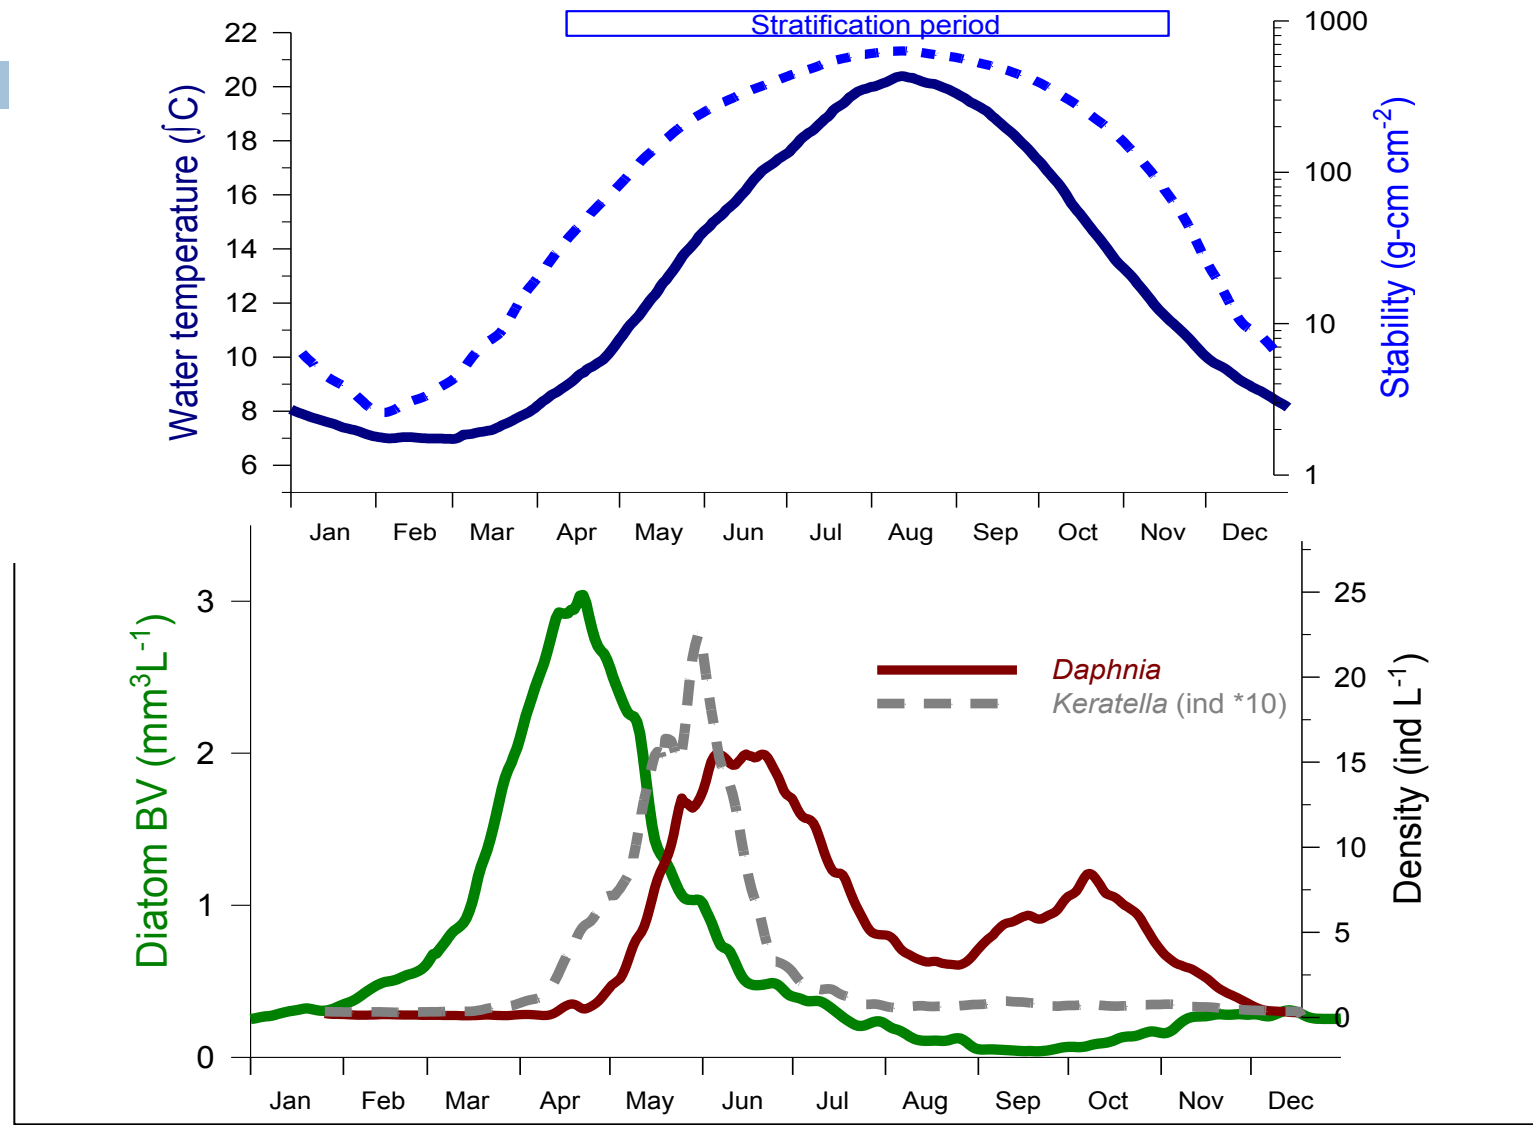 Stratification period
22
20
18
16
14
12
10
8
6
Water temperature (∫C)
1000
100
10
1
Stability (g-cm cm⁻²)
Jan Feb Mar Apr May Jun Jul Aug Sep Oct Nov Dec
3
2
1
0
Diatom BV (mm³L⁻¹)
Daphnia
Keratella (ind *10)
25
20
15
10
5
0
Density (ind L⁻¹)
Jan Feb Mar Apr May Jun Jul Aug Sep Oct Nov Dec